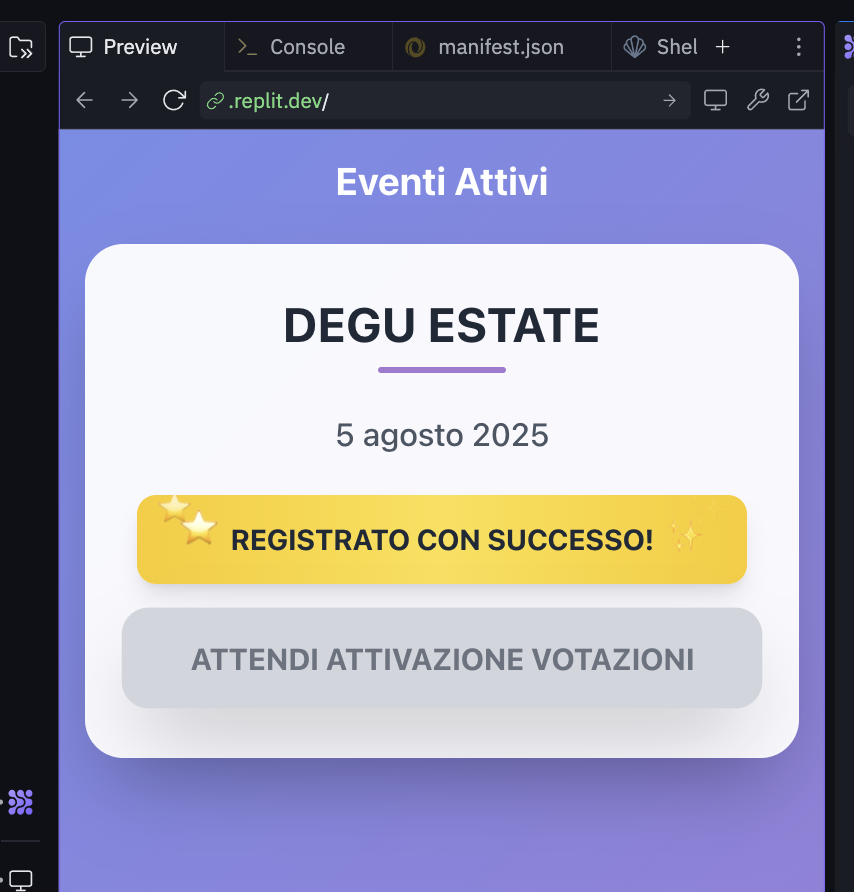 Preview
Console
manifest.json
Shel
.replit.dev/
Eventi Attivi
DEGU ESTATE
5 agosto 2025
REGISTRATO CON SUCCESSO!
ATTENDI ATTIVAZIONE VOTAZIONI